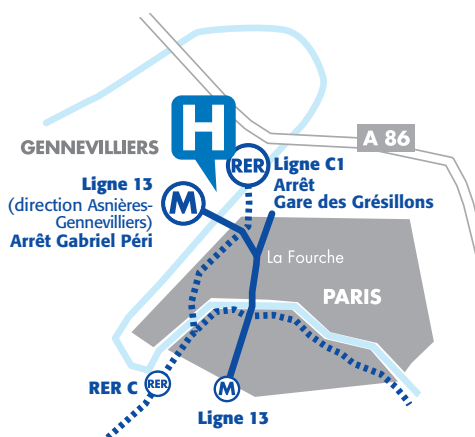 H
GENNEVILLIERS
A 86
RER
Ligne C1
Arrêt
Gare des Grésillons
Ligne 13
(direction Asnières-
Gennevilliers)
Arrêt Gabriel Péri
M
La Fourche
PARIS
RER C
RER
M
Ligne 13